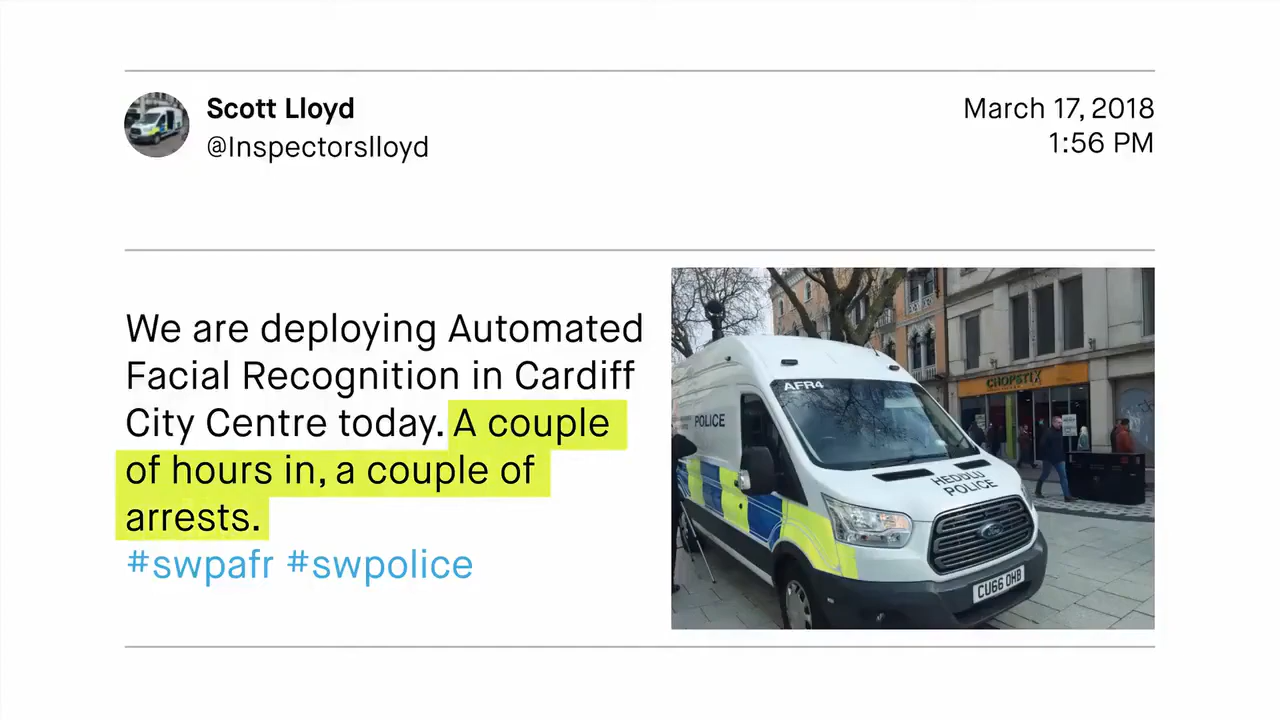 Scott Lloyd
@Inspectorslloyd
March 17, 2018
1:56 PM
We are deploying Automated
Facial Recognition in Cardiff
City Centre today. A couple
of hours in, a couple of
arrests.
#swpafr #swpolice
AFR4
POLICE
CHOPSTIX
HEDDLU
POLICE
Ford
CU66 OHB